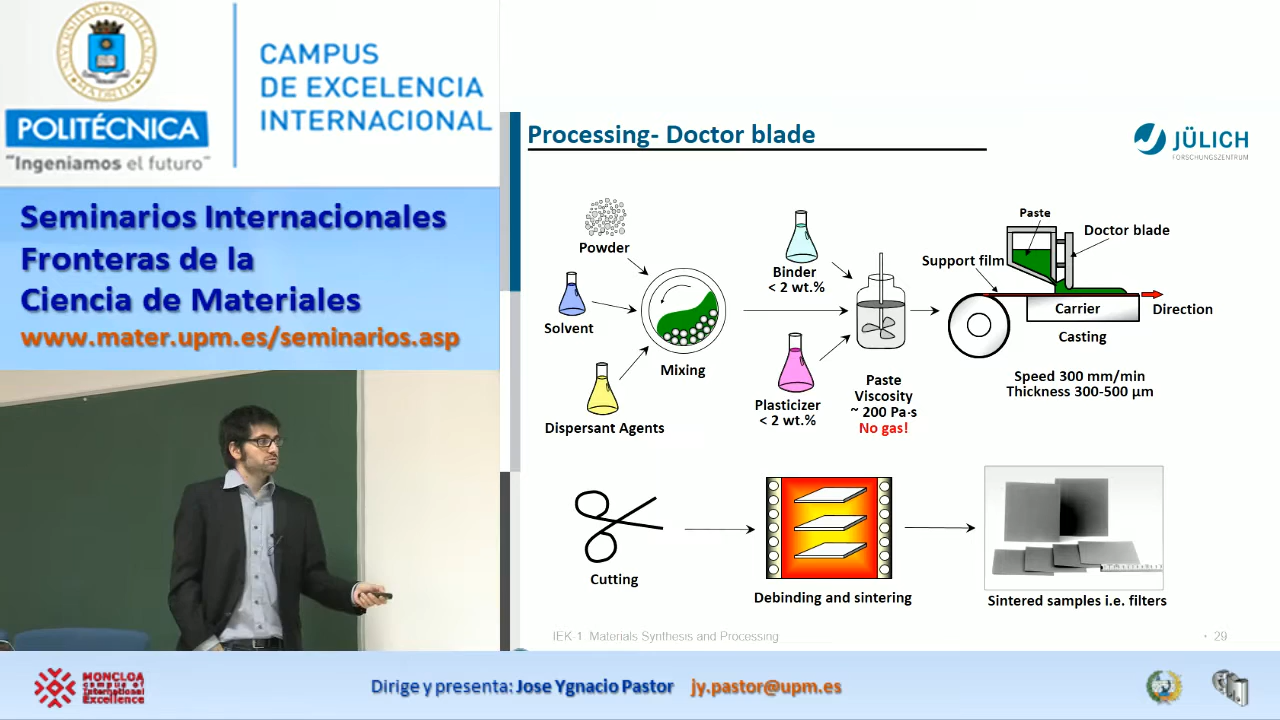 POLITÉCNICA
"Ingeniamos el futuro"
CAMPUS
DE EXCELENCIA
INTERNACIONAL
Seminarios Internacionales
Fronteras de la
Ciencia de Materiales
www.mater.upm.es/seminarios.asp
Processing- Doctor blade
JÜLICH
FORSCHUNGSZENTRUM
Powder
Solvent
Dispersant Agents
Mixing
Binder
< 2 wt.%
Plasticizer
< 2 wt.%
Paste
Viscosity
~ 200 Pa·s
No gas!
Paste
Doctor blade
Support film
Carrier
Direction
Casting
Speed 300 mm/min
Thickness 300-500 µm
Cutting
Debinding and sintering
Sintered samples i.e. filters
IEK-1 Materials Synthesis and Processing
• 29
MONCLOA
campus of
International
Excellence
Dirige y presenta: Jose Ygnacio Pastor jy.pastor@upm.es